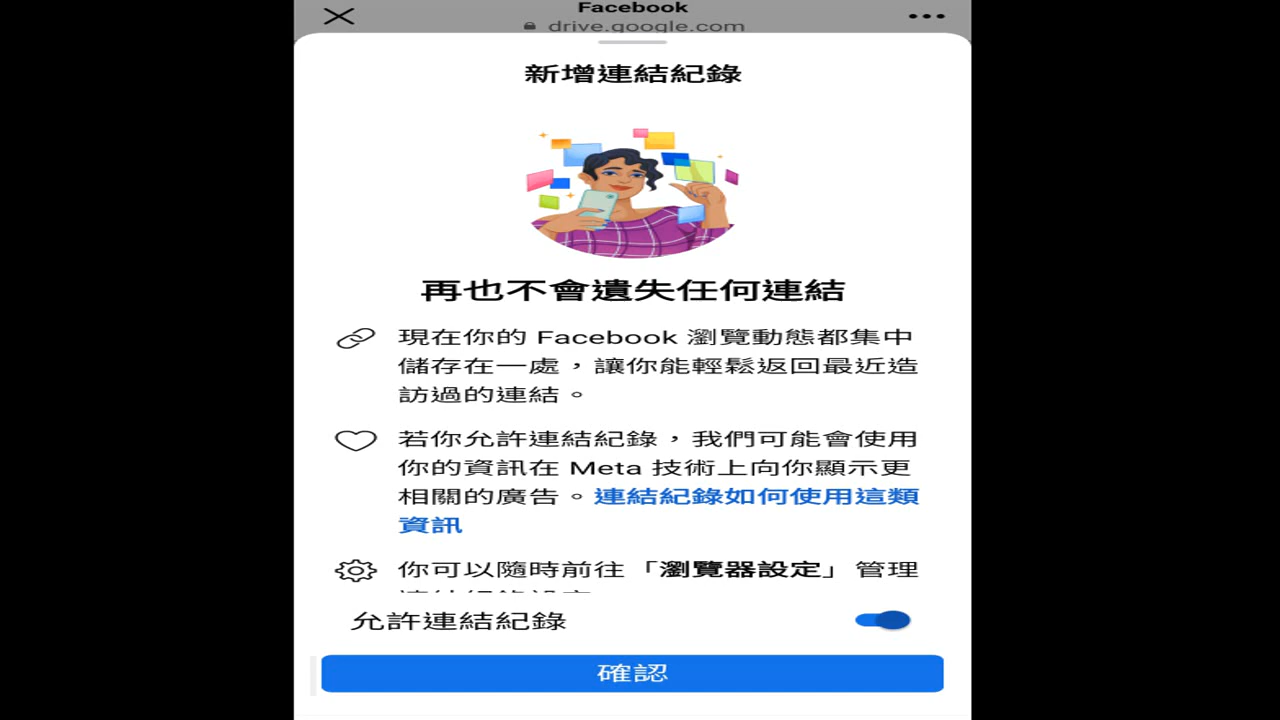 Facebook
drive.google.com
新增連結紀錄
再也不會遺失任何連結
現在你的 Facebook 瀏覽動態都集中
儲存在一處，讓你能輕鬆返回最近造
訪過的連結。
若你允許連結紀錄，我們可能會使用
你的資訊在 Meta 技術上向你顯示更
相關的廣告。連結紀錄如何使用這類
資訊
你可以隨時前往「瀏覽器設定」管理
允許連結紀錄
確認